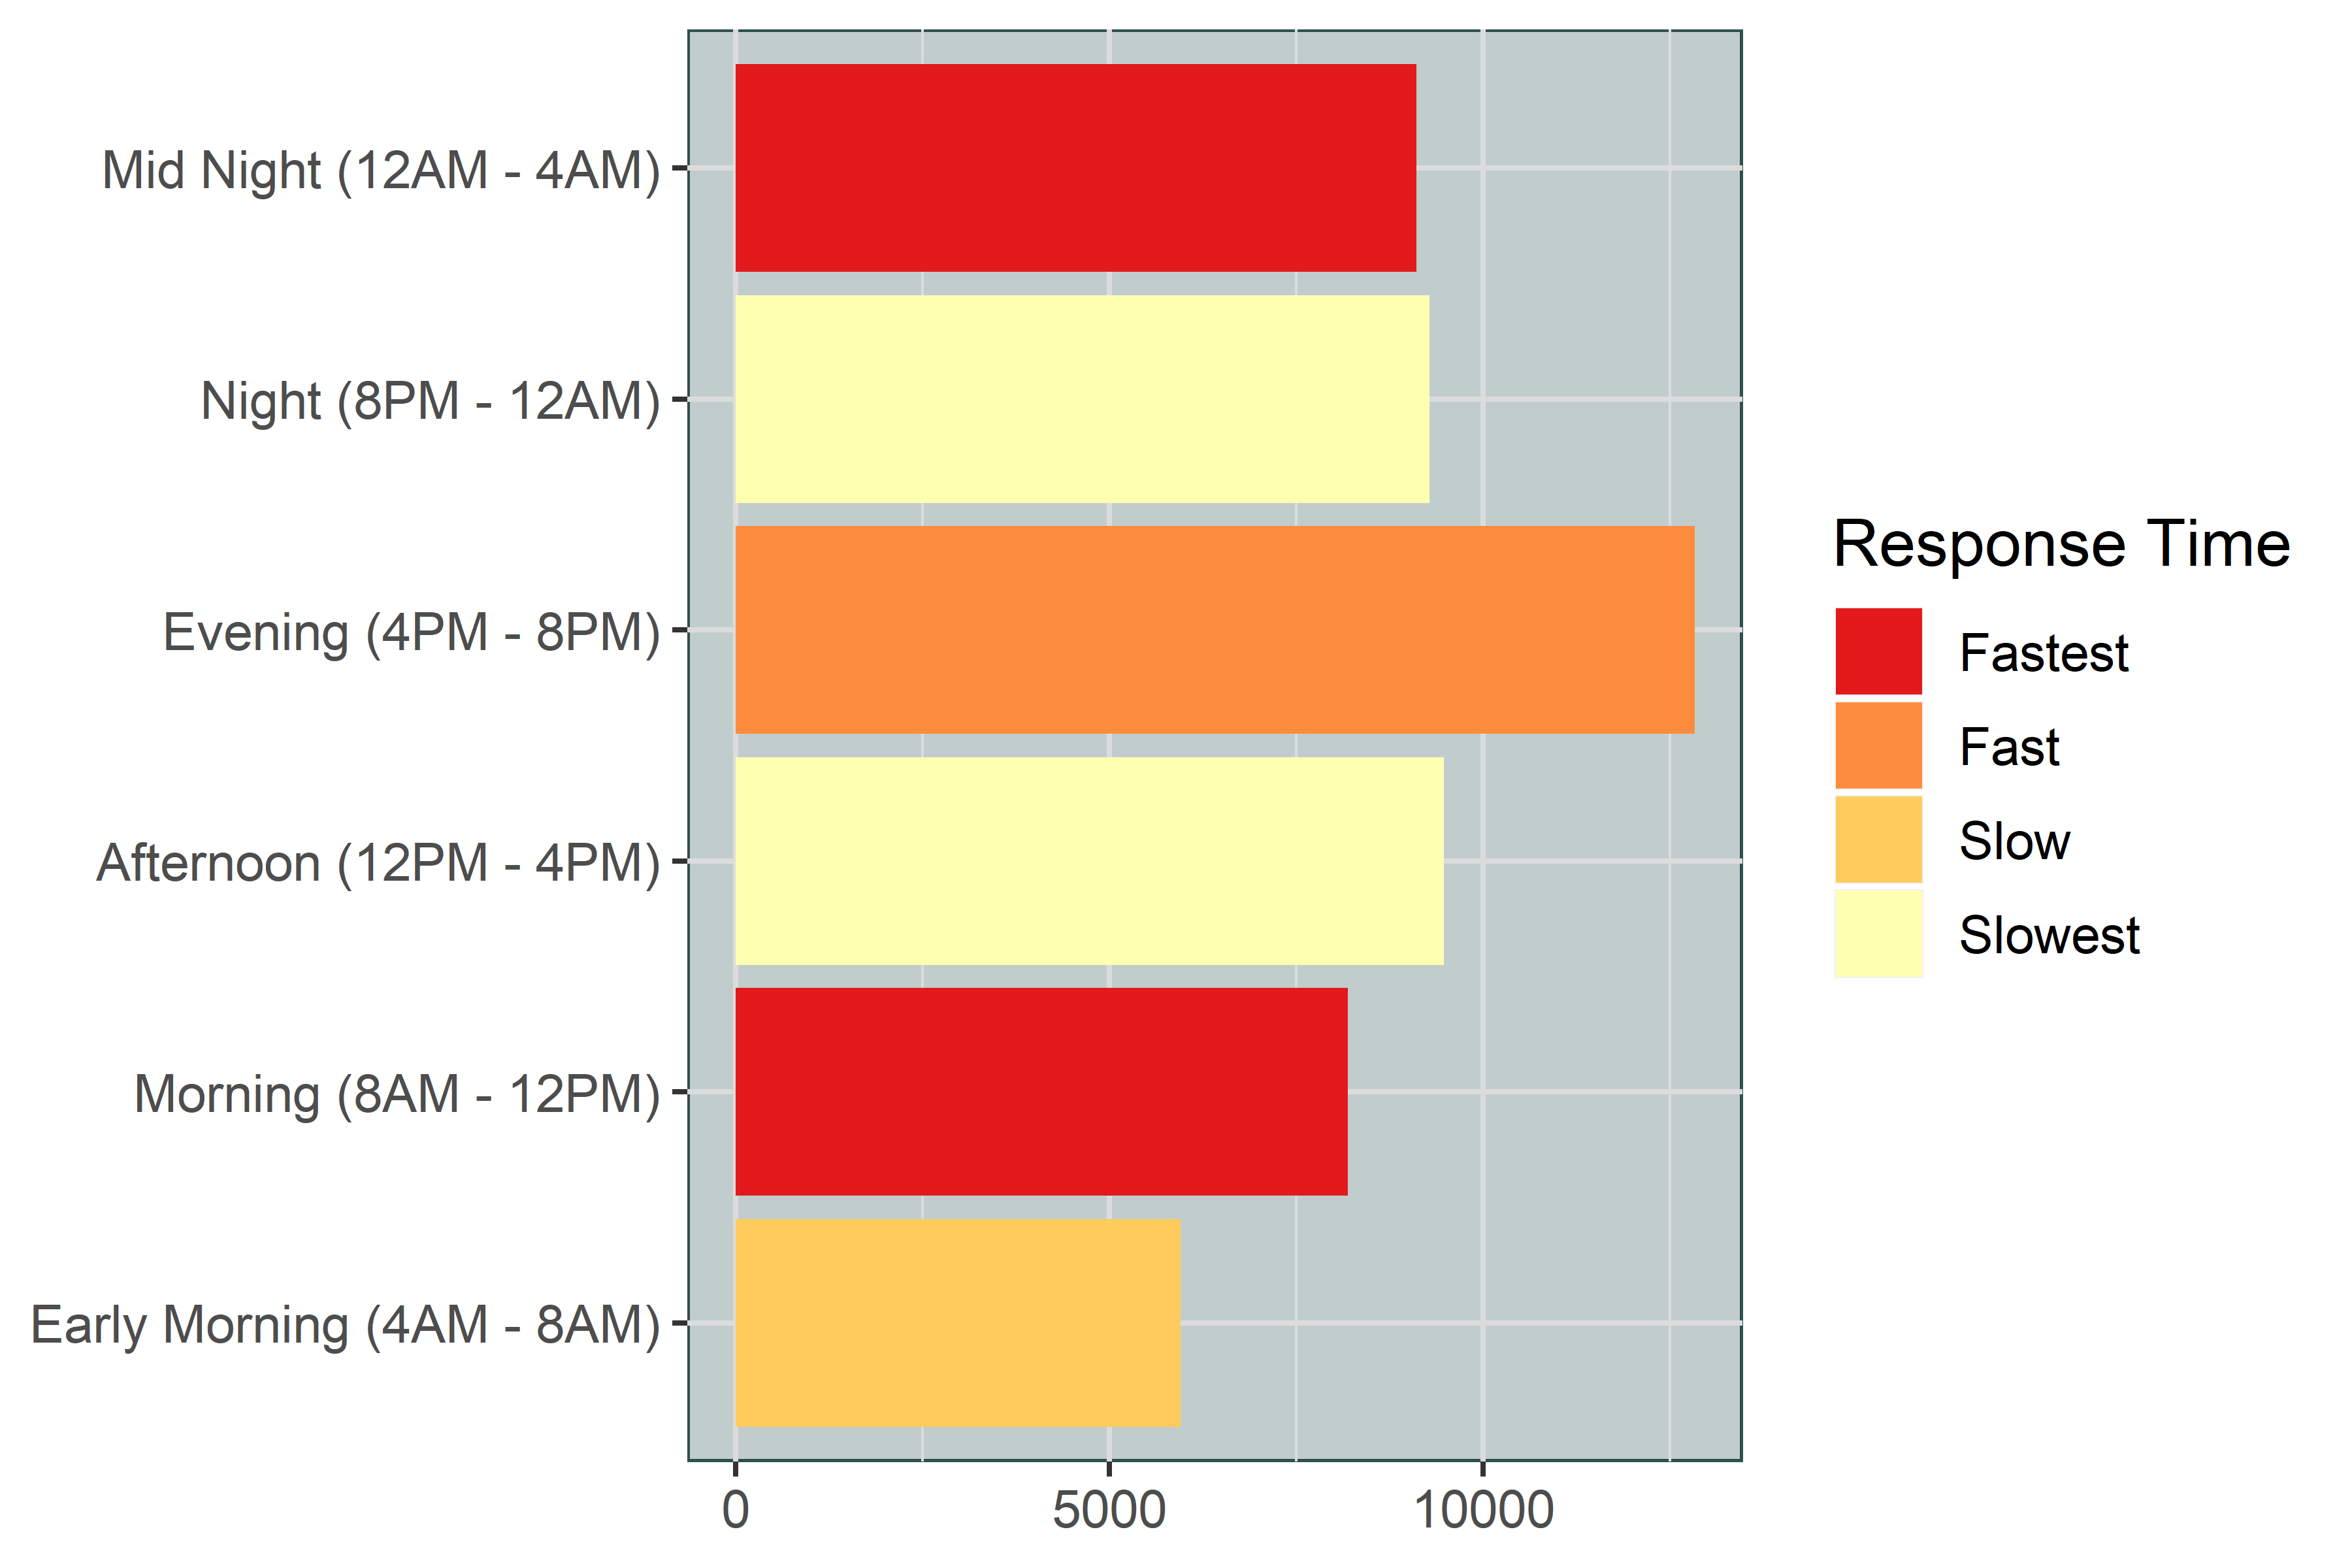 Mid Night (12AM - 4AM)
Night (8PM - 12AM)
Evening (4PM - 8PM)
Afternoon (12PM - 4PM)
Morning (8AM - 12PM)
Early Morning (4AM - 8AM)
0 5000 10000
Response Time
Fastest
Fast
Slow
Slowest